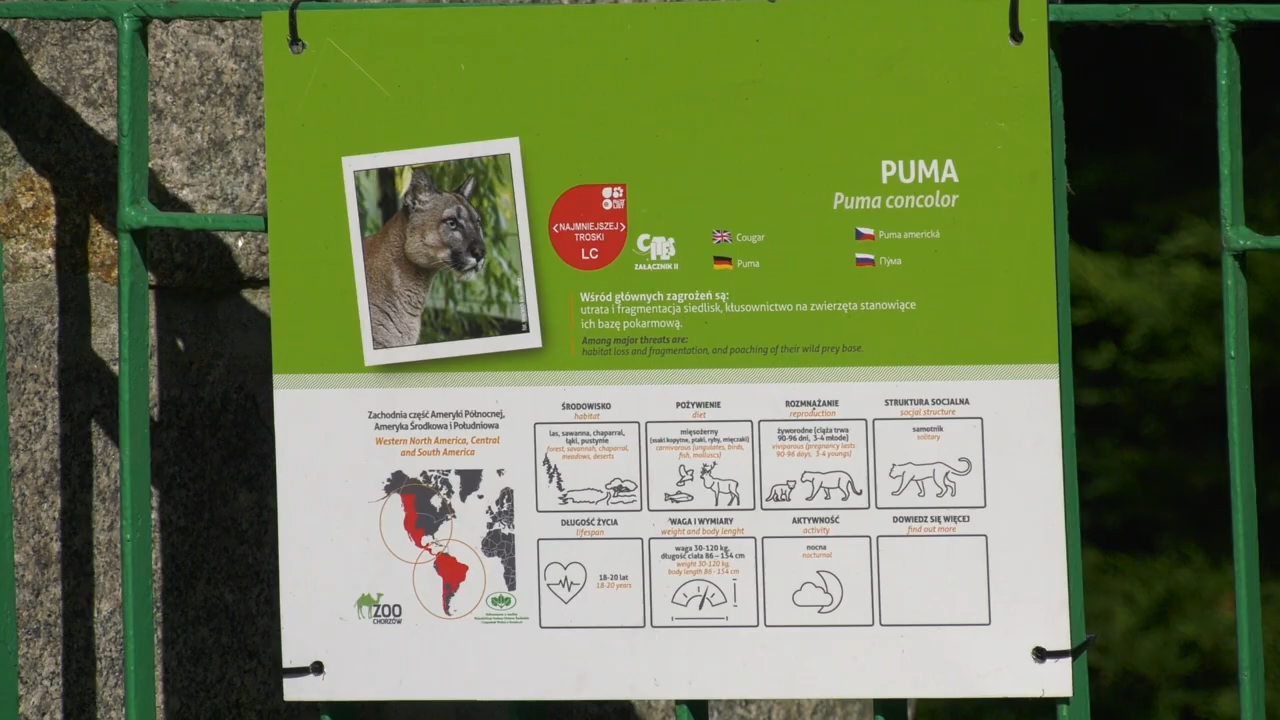 PUMA
Puma concolor
NAJMNIEJSZEJ
TROSKI
LC
CITES
ZAŁĄCZNIK II
Cougar
Puma
Puma americká
Пу́ма
Wśród głównych zagrożeń są:
utrata i fragmentacja siedlisk, kłusownictwo na zwierzęta stanowiące
ich bazę pokarmową.
Among major threats are:
habitat loss and fragmentation, and poaching of their wild prey base.
Zachodnia część Ameryki Północnej,
Ameryka Środkowa i Południowa
Western North America, Central
and South America
ZOO
CHORZÓW
ŚRODOWISKO
habitat
las, sawanna, chaparral,
łąki, pustynie
forest, savannah, chaparral,
meadows, deserts
POŻYWIENIE
diet
mięsożerny
(ssaki kopytne, ptaki, ryby, mięczaki)
carnivorous (ungulates, birds,
fish, molluscs)
ROZMNAŻANIE
reproduction
żyworodne (ciąża trwa
90-96 dni, 3-4 młode)
viviparous (pregnancy lasts
90-96 days, 3-4 youngs)
STRUKTURA SOCJALNA
social structure
samotnik
solitary
DŁUGOŚĆ ŻYCIA
lifespan
18-20 lat
18-20 years
WAGA I WYMIARY
weight and body lenght
waga 30-120 kg,
długość ciała 86 - 154 cm
weight 30-120 kg,
body length 86 - 154 cm
AKTYWNOŚĆ
activity
nocna
nocturnal
DOWIEDZ SIĘ WIĘCEJ
find out more